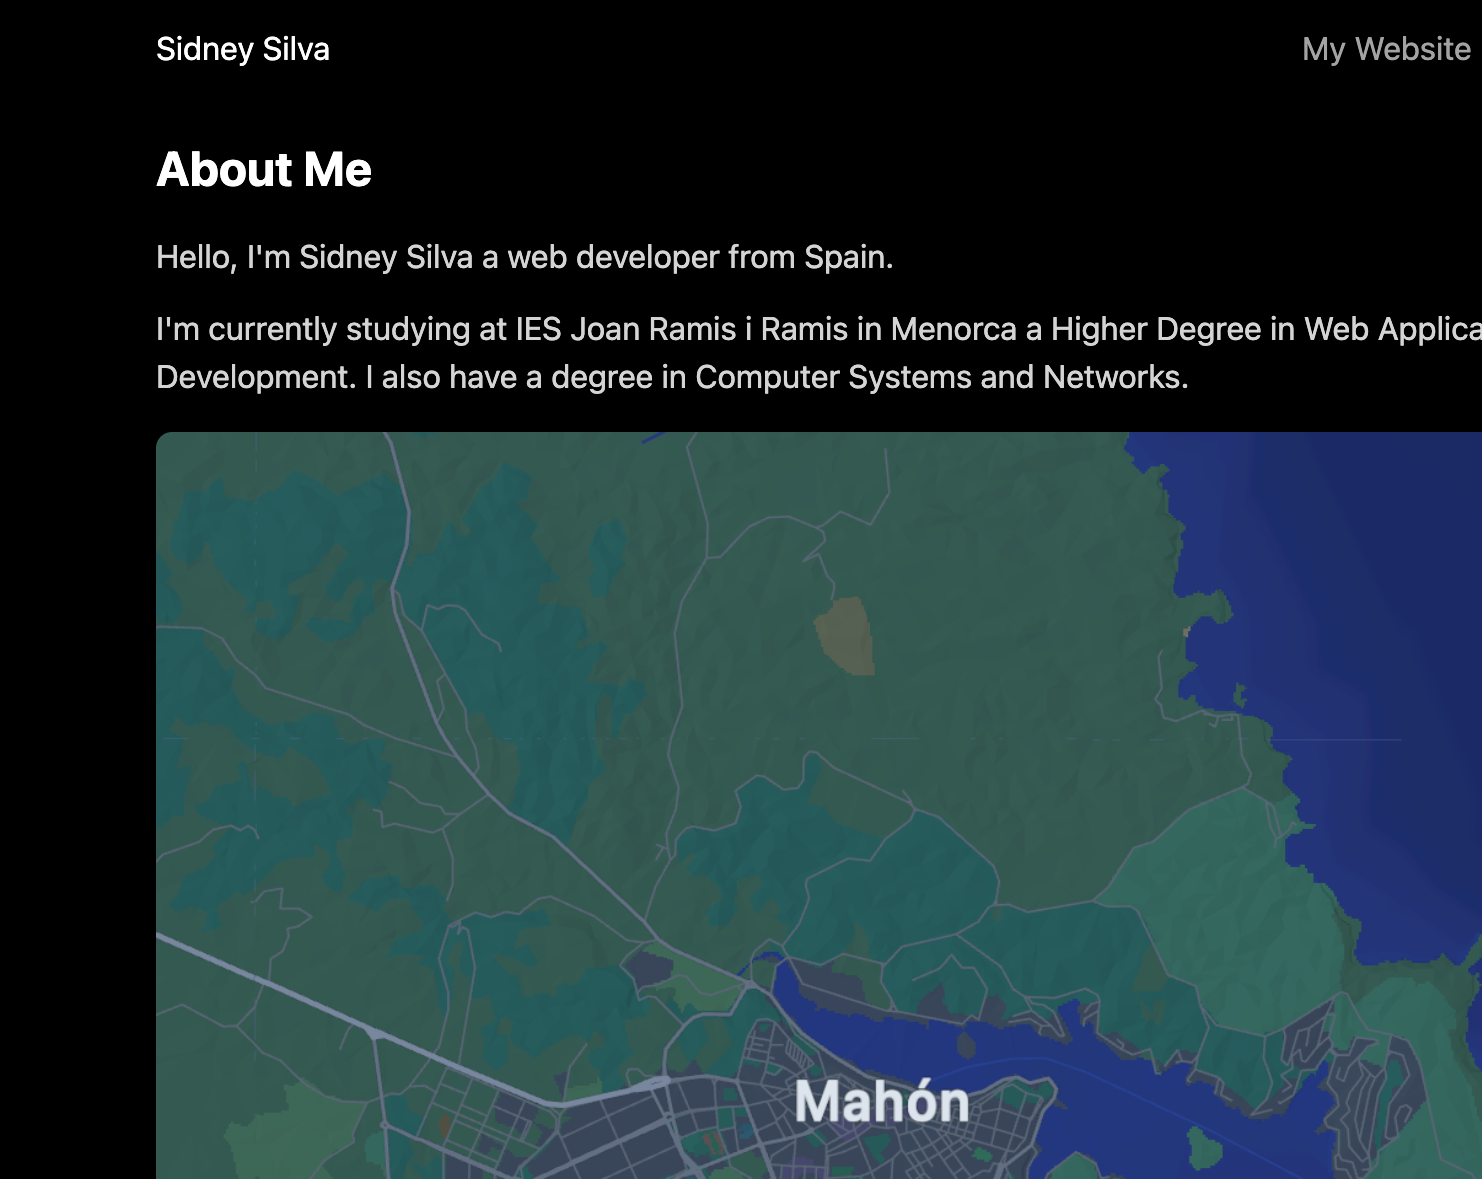 Sidney Silva
My Website
About Me
Hello, I'm Sidney Silva a web developer from Spain.
I'm currently studying at IES Joan Ramis i Ramis in Menorca a Higher Degree in Web Applica
Development. I also have a degree in Computer Systems and Networks.
Mahón